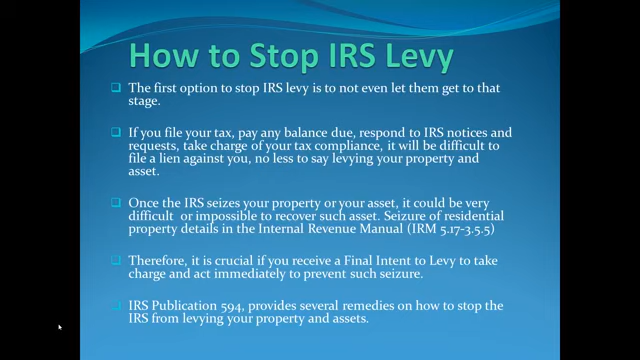 How to Stop IRS Levy
The first option to stop IRS levy is to not even let them get to that
stage.
If you file your tax, pay any balance due, respond to IRS notices and
requests, take charge of your tax compliance, it will be difficult to
file a lien against you, no less to say levying your property and
asset.
Once the IRS seizes your property or your asset, it could be very
difficult or impossible to recover such asset. Seizure of residential
property details in the Internal Revenue Manual (IRM 5.17-3.5.5)
Therefore, it is crucial if you receive a Final Intent to Levy to take
charge and act immediately to prevent such seizure.
IRS Publication 594, provides several remedies on how to stop the
IRS from levying your property and assets.